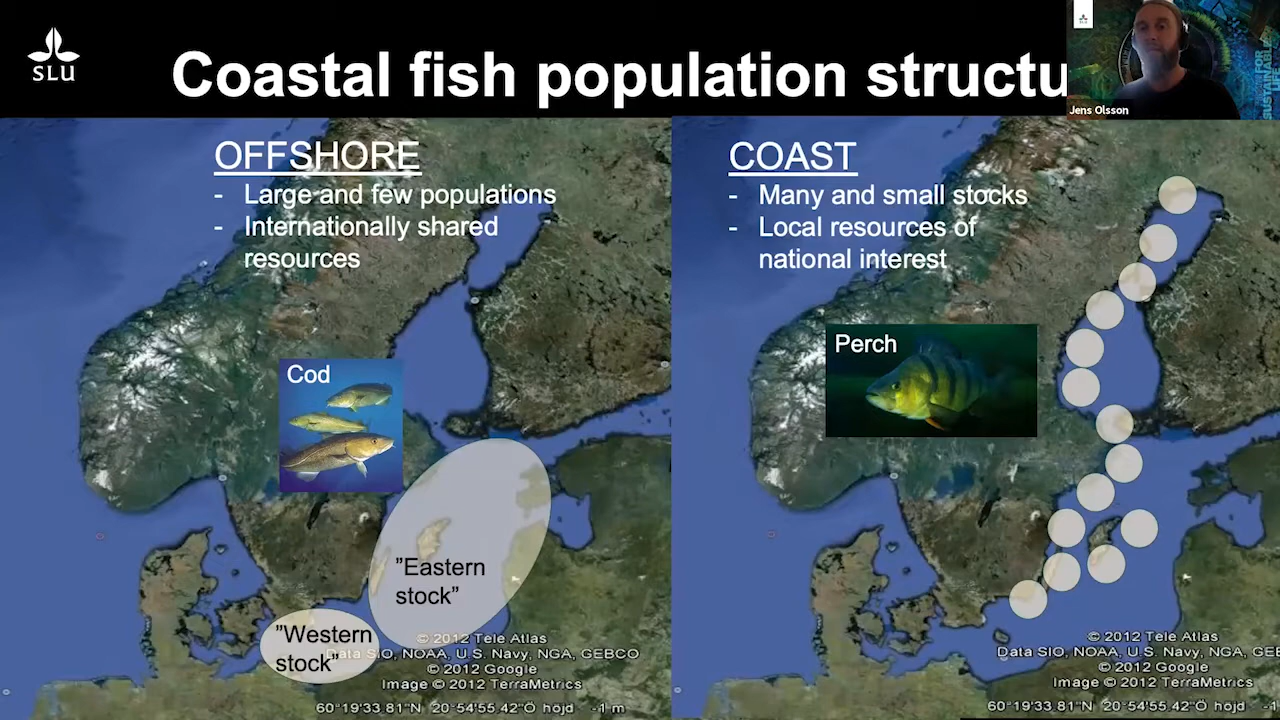 SLU
Coastal fish population structu
Jens Olsson
FOR
SUSTAINABLE
LIFE
OFFSHORE
- Large and few populations
- Internationally shared
resources
Cod
"Eastern
stock"
"Western
stock"
© 2012 Tele Atlas
Data SIO, NOAA, U.S. Navy, NGA, GEBCO
© 2012 Google
Image © 2012 TerraMetrics
60°19'33.81"N 20°54'55.42"Ö höjd -1 m
COAST
- Many and small stocks
- Local resources of
national interest
Perch
© 2012 Tele Atlas
Data SIO, NOAA, U.S. Navy, NGA, GEB
© 2012 Google
Image © 2012 TerraMetrics
60°19'33.81"N 20°54'55.42"Ö höjd -1